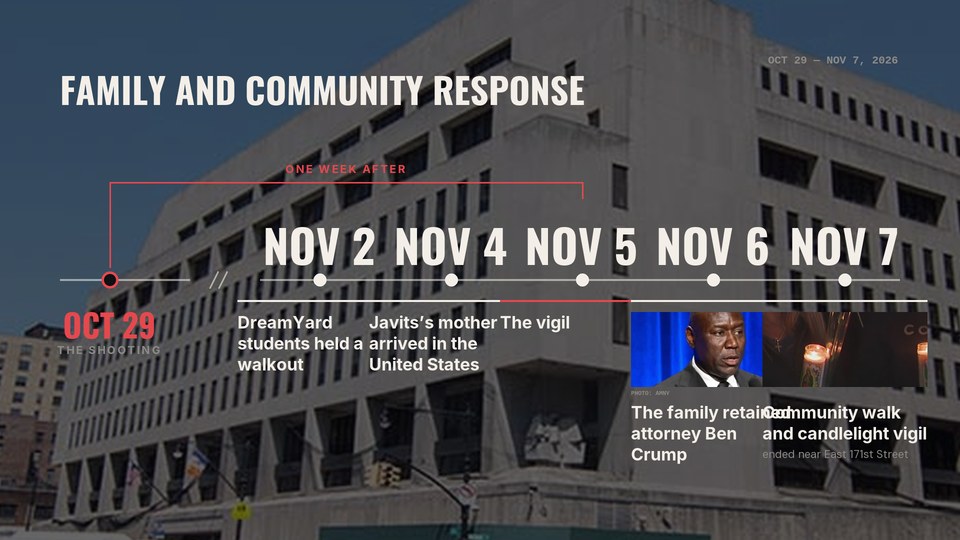 OCT 29 — NOV 7, 2026
FAMILY AND COMMUNITY RESPONSE
ONE WEEK AFTER
NOV 2 NOV 4 NOV 5 NOV 6 NOV 7
//
OCT 29
THE SHOOTING
DreamYard
students held a
walkout
Javits’s mother
arrived in the
United States
The vigil
PHOTO: ARMY
The family retained
attorney Ben
Crump
CC
Community walk
and candlelight vigil
ended near East 171st Street